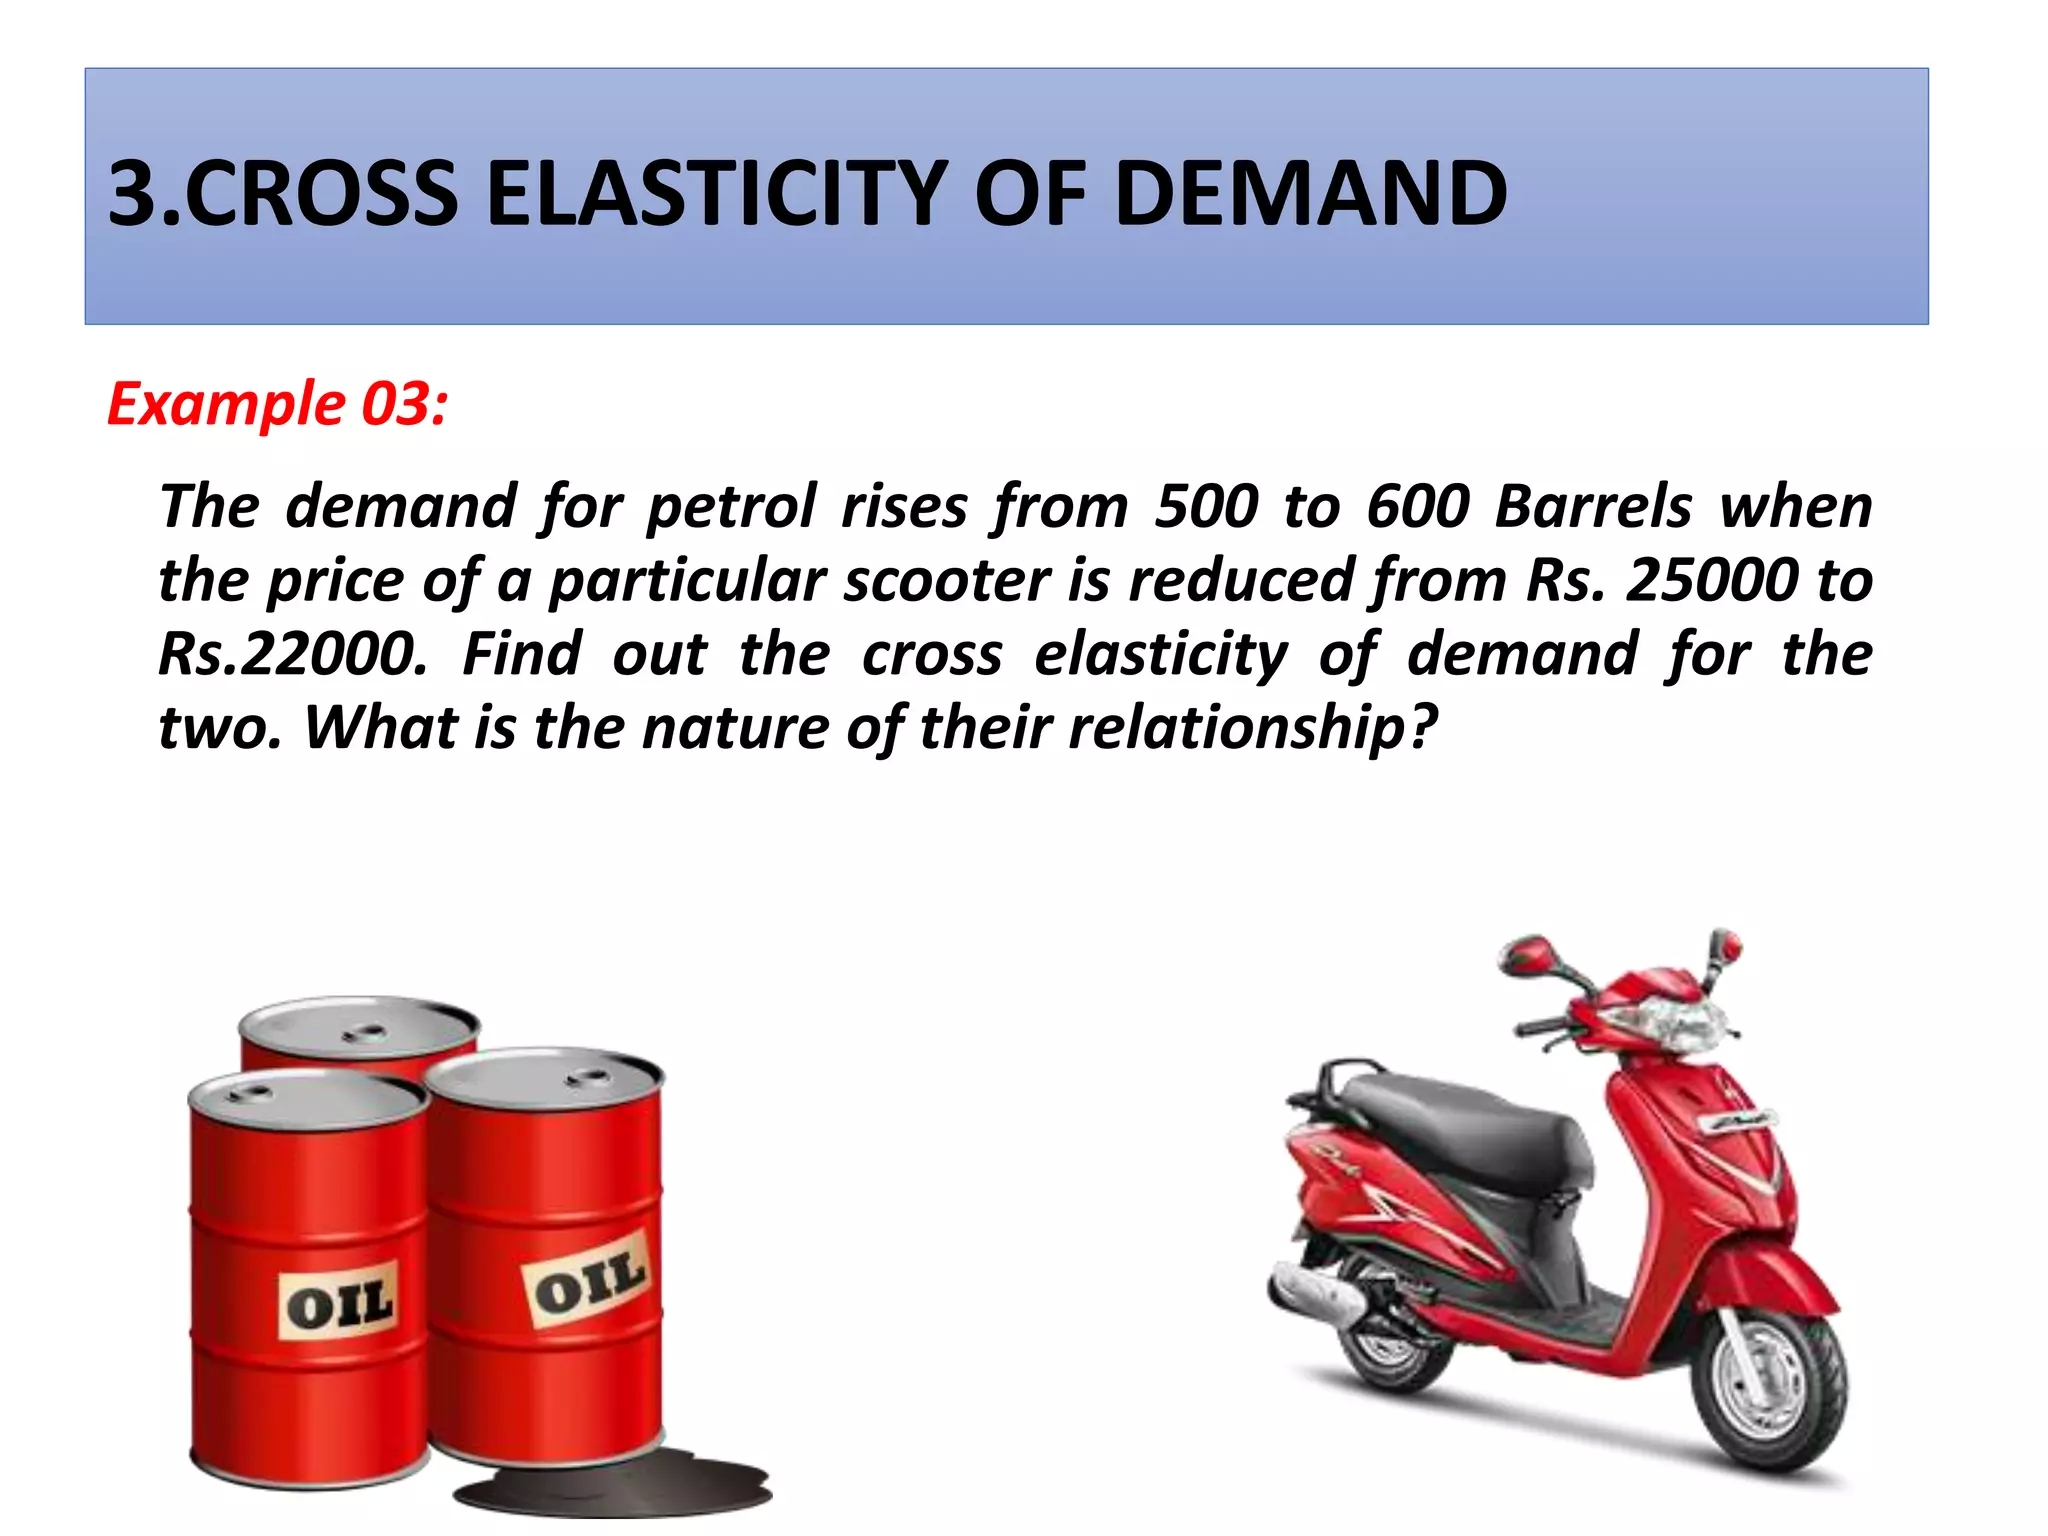 3.CROSS ELASTICITY OF DEMAND
Example 03:
The demand for petrol rises from 500 to 600 Barrels when
the price of a particular scooter is reduced from Rs. 25000 to
Rs.22000. Find out the cross elasticity of demand for the
two. What is the nature of their relationship?
OIL
OIL